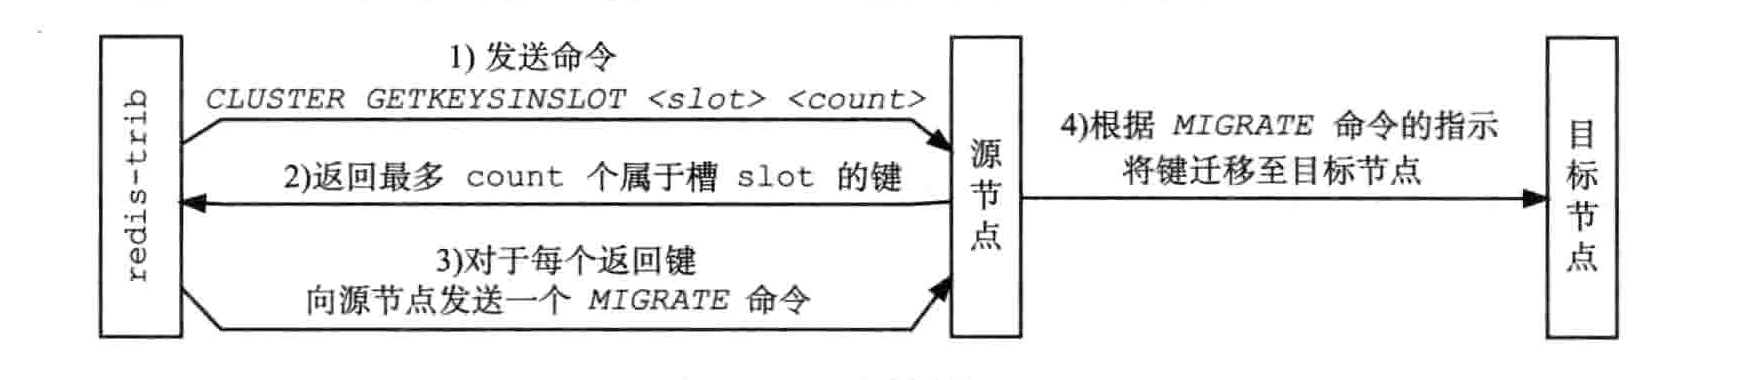 redis-trib
1) 发送命令
CLUSTER GETKEYSINSLOT <slot> <count>
2)返回最多 count 个属于槽 slot 的键
3)对于每个返回键
向源节点发送一个 MIGRATE 命令
源节点
4)根据 MIGRATE 命令的指示
将键迁移至目标节点
目标节点